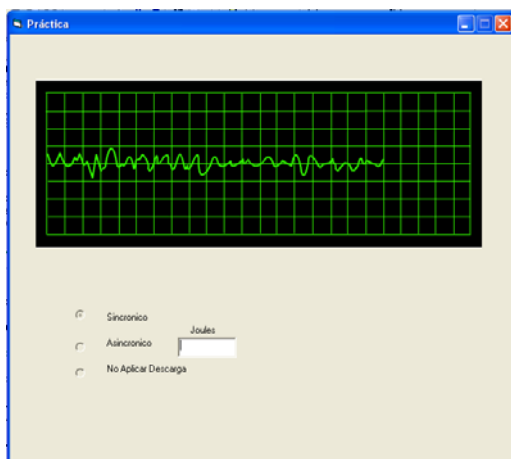 Práctica
Sincronico
Joules
Asincronico
No Aplicar Descarga